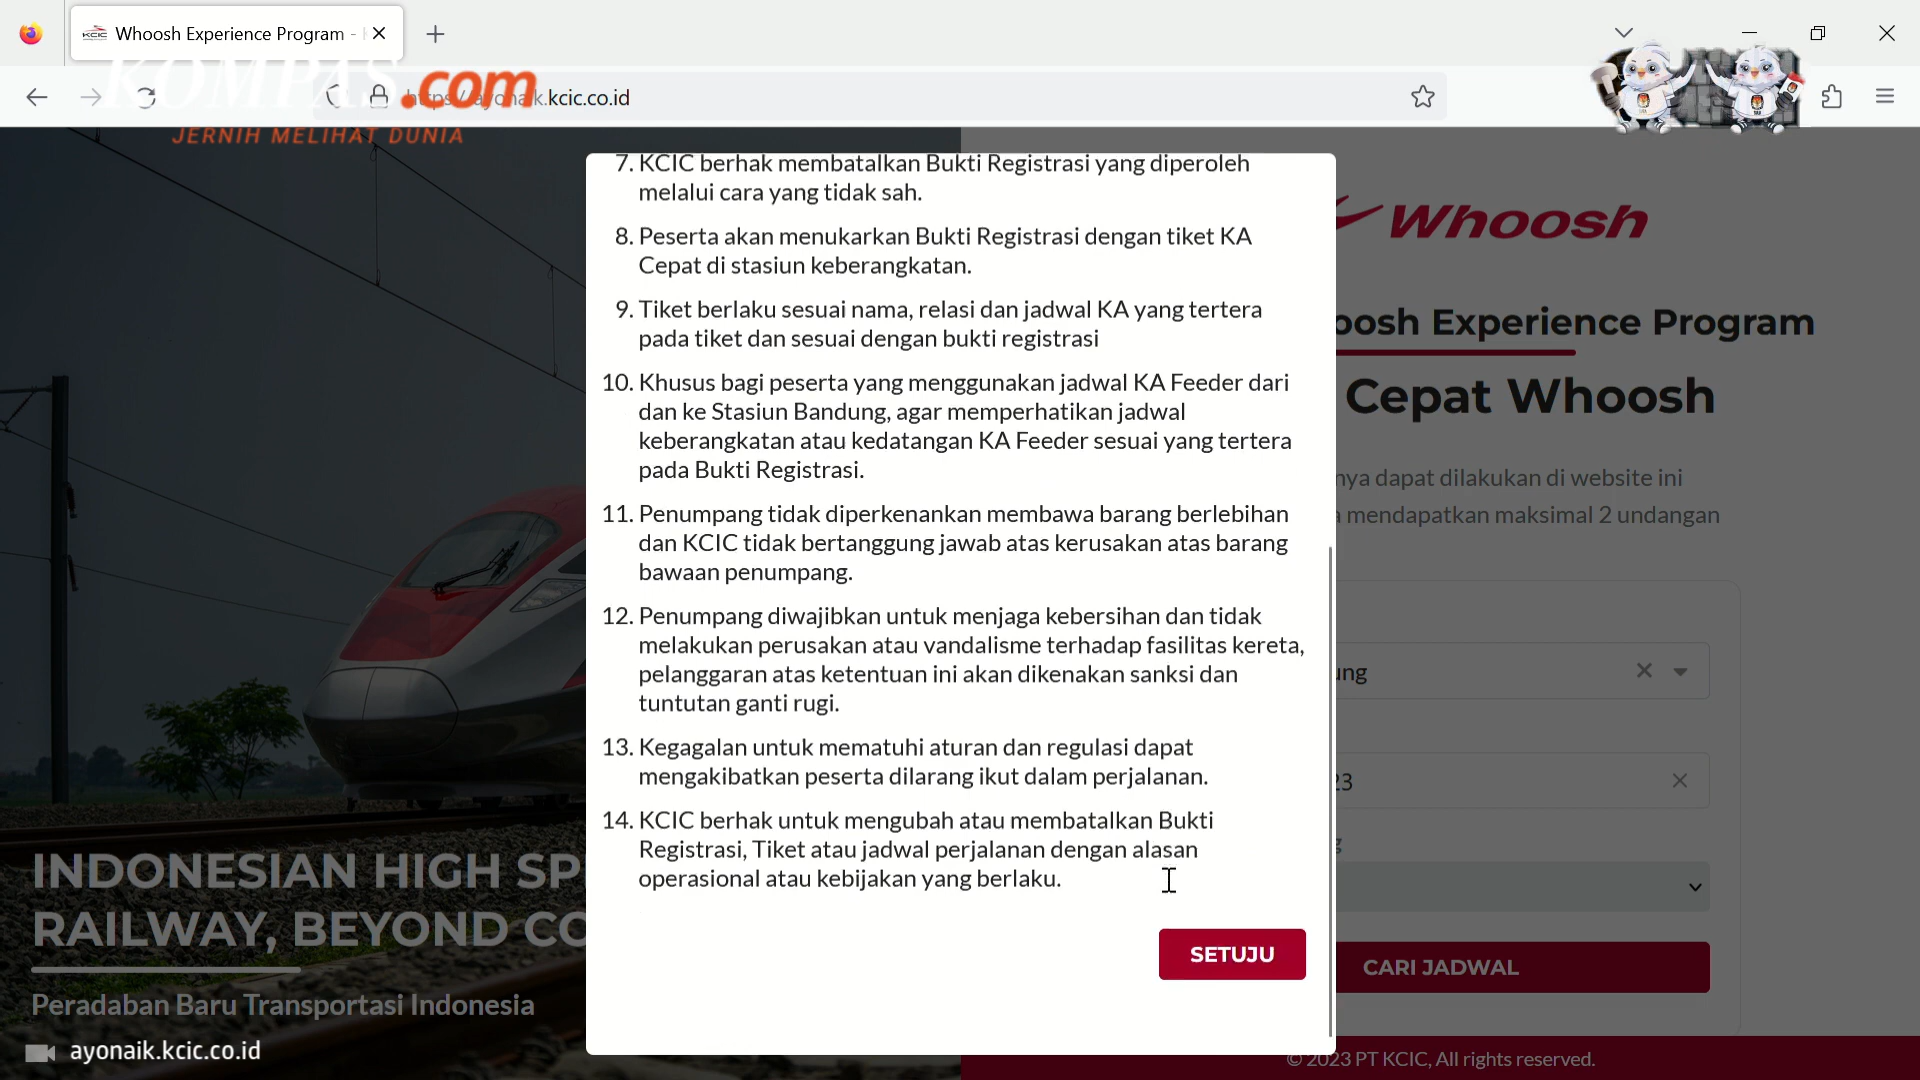 KCIC Whoosh Experience Program -
KOMPAS.com
JERNIH MELIHAT DUNIA
.kcic.co.id
7. KCIC berhak membatalkan Bukti Registrasi yang diperoleh
melalui cara yang tidak sah.
8. Peserta akan menukarkan Bukti Registrasi dengan tiket KA
Cepat di stasiun keberangkatan.
9. Tiket berlaku sesuai nama, relasi dan jadwal KA yang tertera
pada tiket dan sesuai dengan bukti registrasi
10. Khusus bagi peserta yang menggunakan jadwal KA Feeder dari
dan ke Stasiun Bandung, agar memperhatikan jadwal
keberangkatan atau kedatangan KA Feeder sesuai yang tertera
pada Bukti Registrasi.
11. Penumpang tidak diperkenankan membawa barang berlebihan
dan KCIC tidak bertanggung jawab atas kerusakan atas barang
bawaan penumpang.
12. Penumpang diwajibkan untuk menjaga kebersihan dan tidak
melakukan perusakan atau vandalisme terhadap fasilitas kereta,
pelanggaran atas ketentuan ini akan dikenakan sanksi dan
tuntutan ganti rugi.
13. Kegagalan untuk mematuhi aturan dan regulasi dapat
mengakibatkan peserta dilarang ikut dalam perjalanan.
14. KCIC berhak untuk mengubah atau membatalkan Bukti
Registrasi, Tiket atau jadwal perjalanan dengan alasan
operasional atau kebijakan yang berlaku.
SETUJU
Whoosh
oosh Experience Program
Cepat Whoosh
nya dapat dilakukan di website ini
mendapatkan maksimal 2 undangan
ung
23
CARI JADWAL
© 2023 PT KCIC, All rights reserved.
INDONESIAN HIGH SP
RAILWAY, BEYOND CO
Peradaban Baru Transportasi Indonesia
ayonaik.kcic.co.id